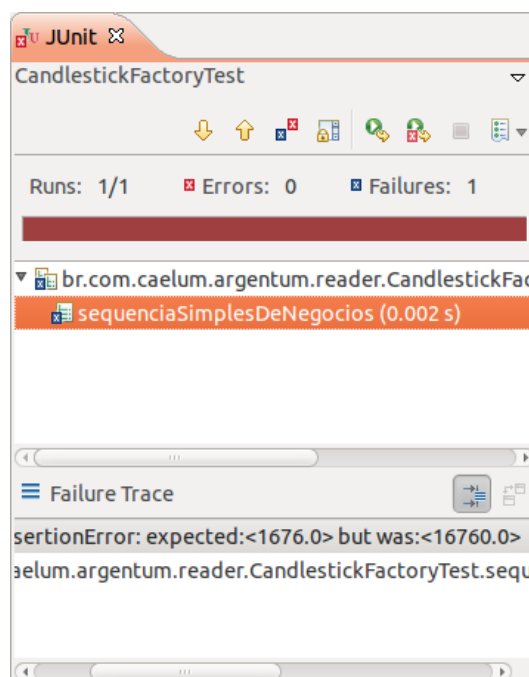 JUnit
CandlestickFactoryTest
Runs: 1/1 Errors: 0 Failures: 1
br.com.caelum.argentum.reader.CandlestickFac
sequenciaSimplesDeNegocios (0.002 s)
Failure Trace
sertionError: expected:<1676.0> but was:<16760.0>
aelum.argentum.reader.CandlestickFactoryTest.sequ